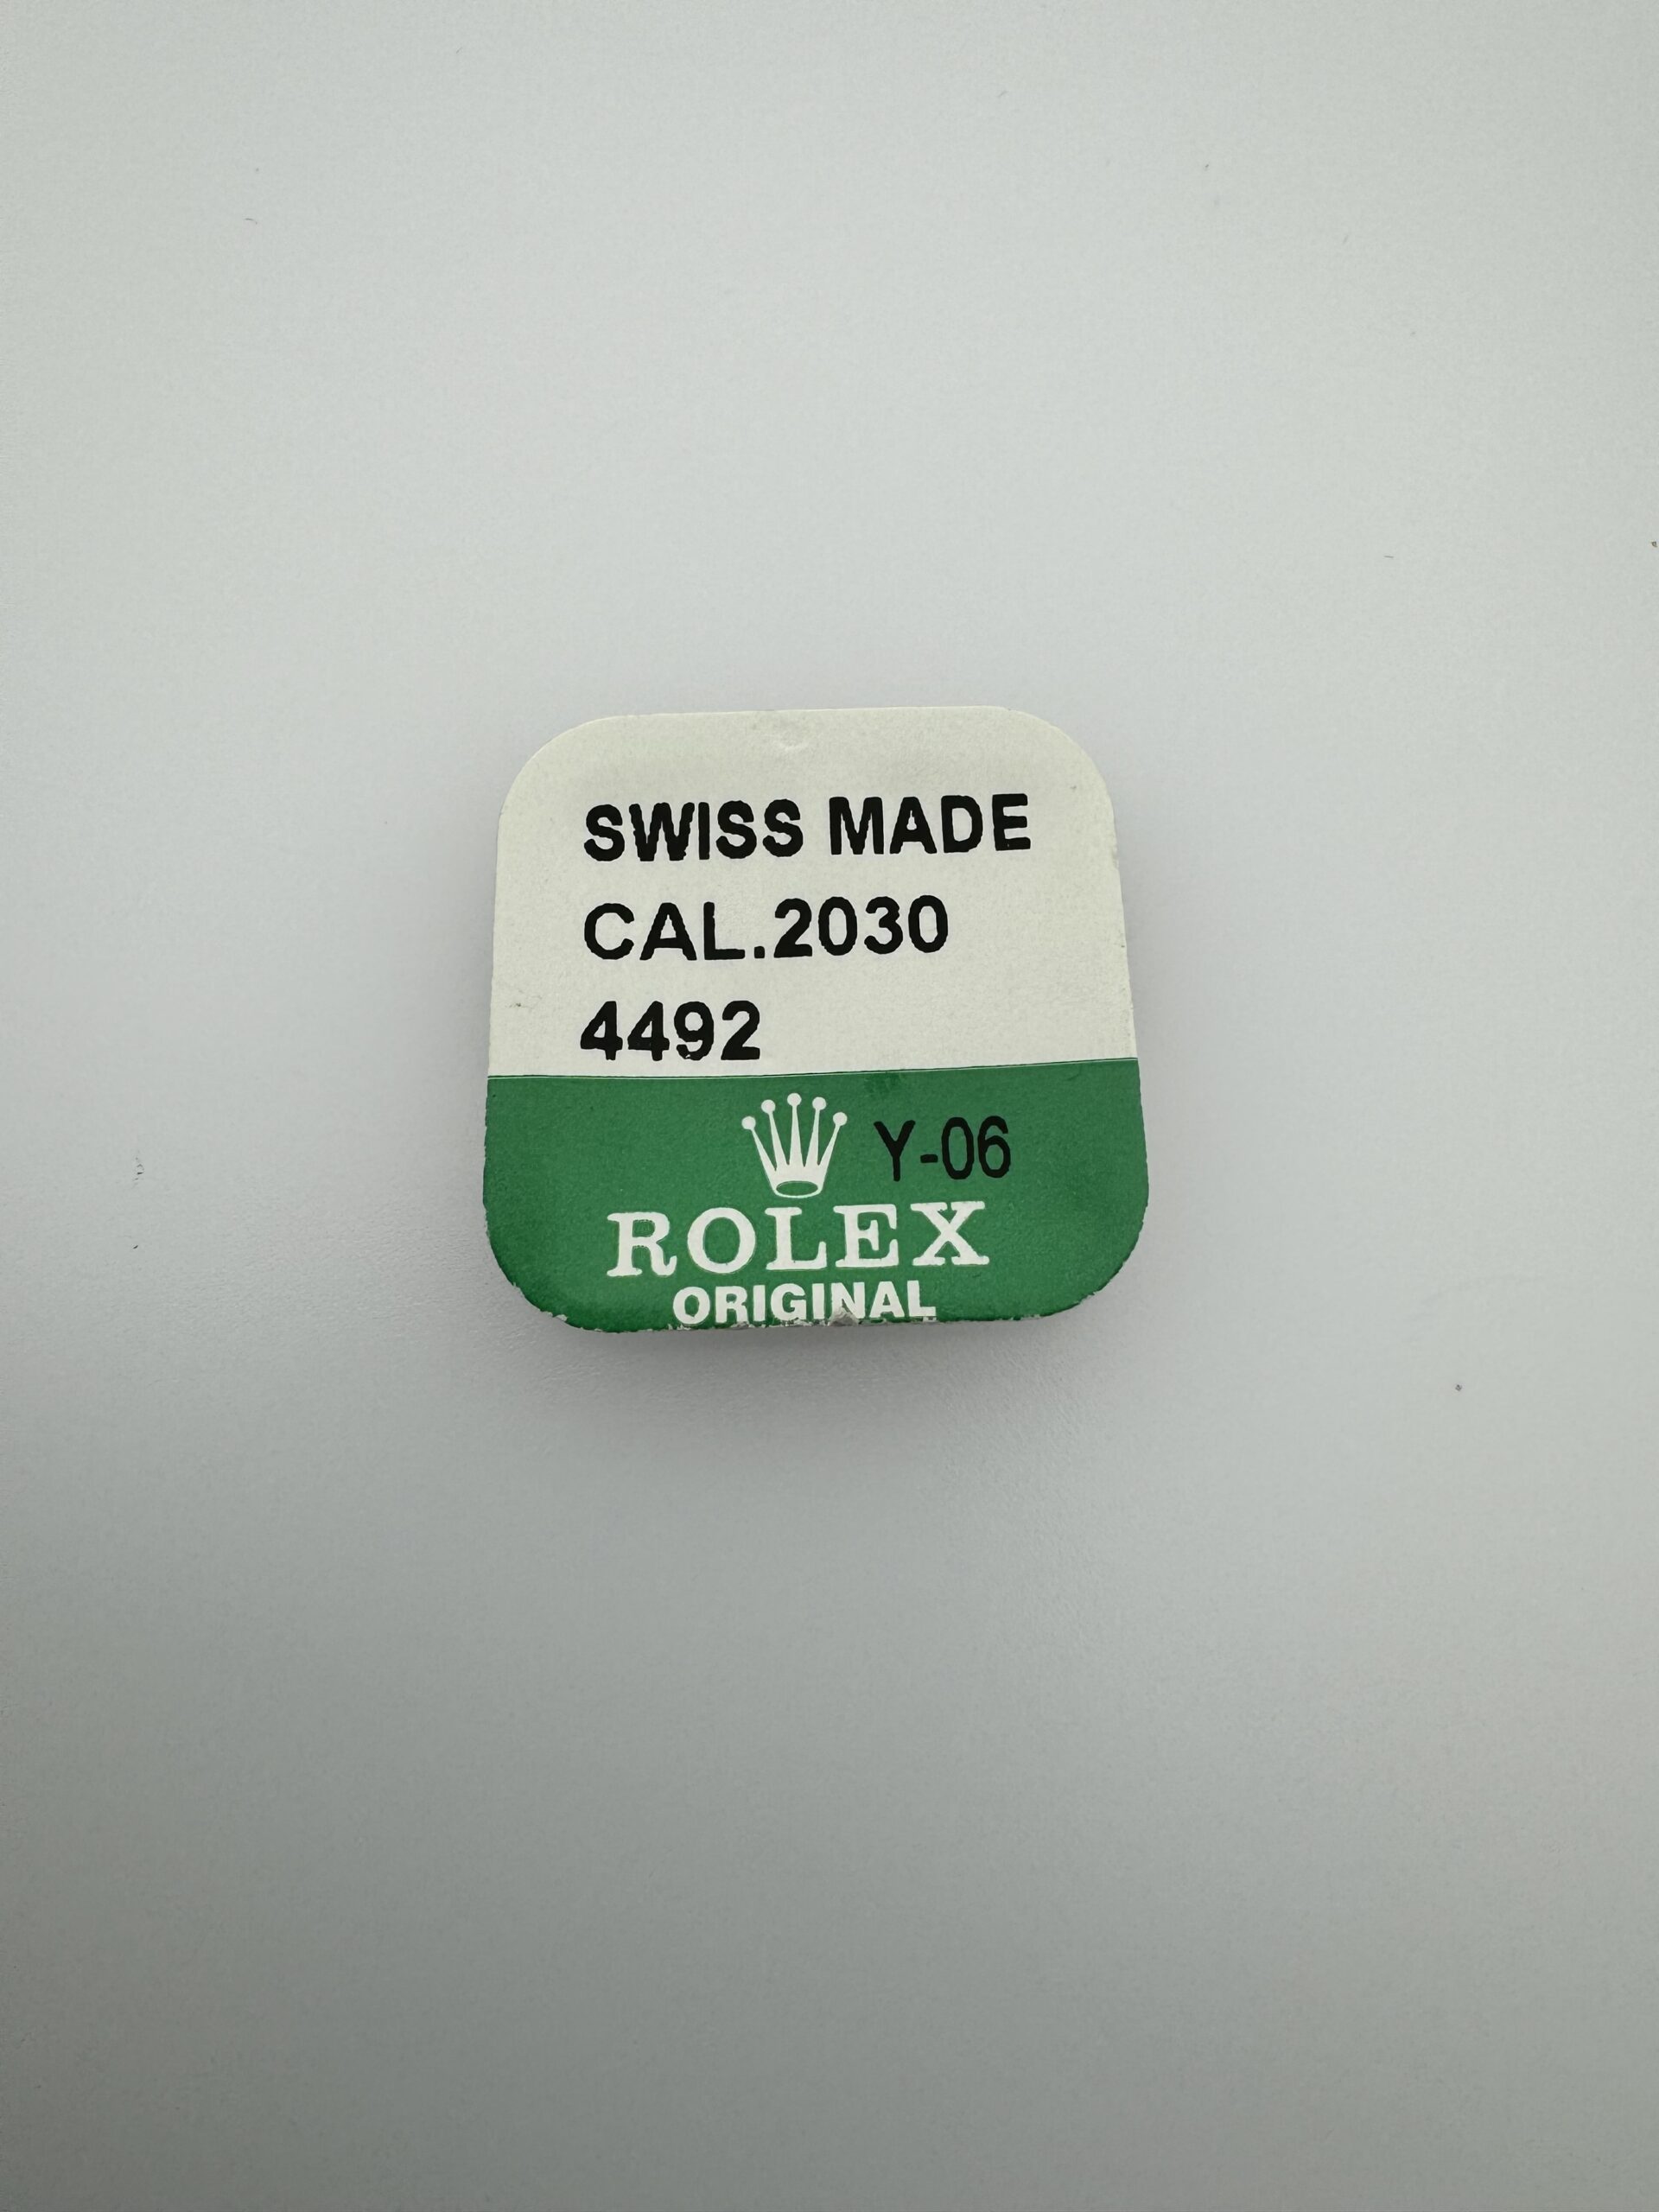 SWISS MADE
CAL.2030
4492
Y-06
ROLEX
ORIGINAL